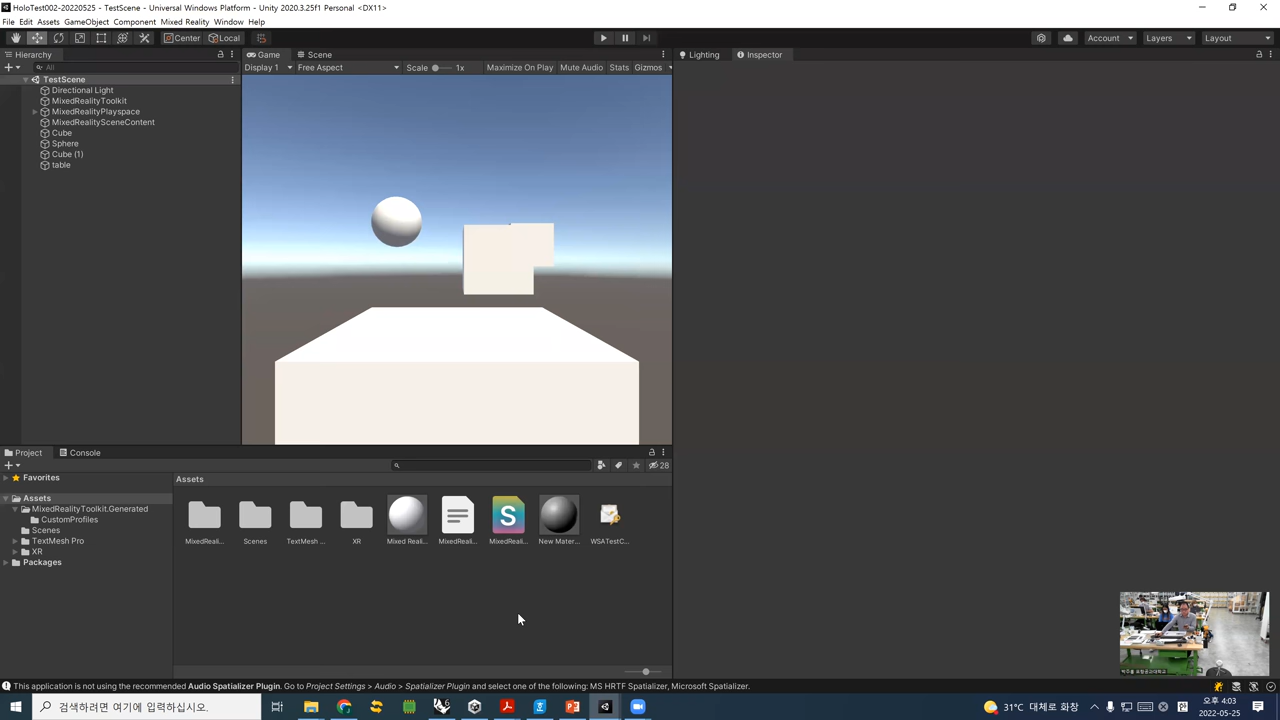 HoloTest002-20220525 - TestScene - Universal Windows Platform - Unity 2020.3.25f1 Personal <DX11>
File Edit Assets GameObject Component Mixed Reality Window Help
Center Local Account Layers Layout
Hierarchy
All
TestScene
Directional Light
MixedRealityToolkit
MixedRealityPlayspace
MixedRealitySceneContent
Cube
Sphere
Cube (1)
table
Game Scene
Display 1 Free Aspect Scale 1x Maximize On Play Mute Audio Stats Gizmos
Lighting Inspector
Project Console
28
Favorites
Assets
MixedRealityToolkit.Generated
CustomProfiles
Scenes
TextMesh Pro
XR
Packages
Assets
MixedReali... Scenes TextMesh ... XR Mixed Reali... MixedReali... MixedReali... New Mater... WSATestC...
This application is not using the recommended Audio Spatializer Plugin. Go to Project Settings > Audio > Spatializer Plugin and select one of the following: MS HRTF Spatializer, Microsoft Spatializer.
검색하려면 여기에 입력하십시오.
31°C 대체로 화창
오후 4:03
2022-05-25